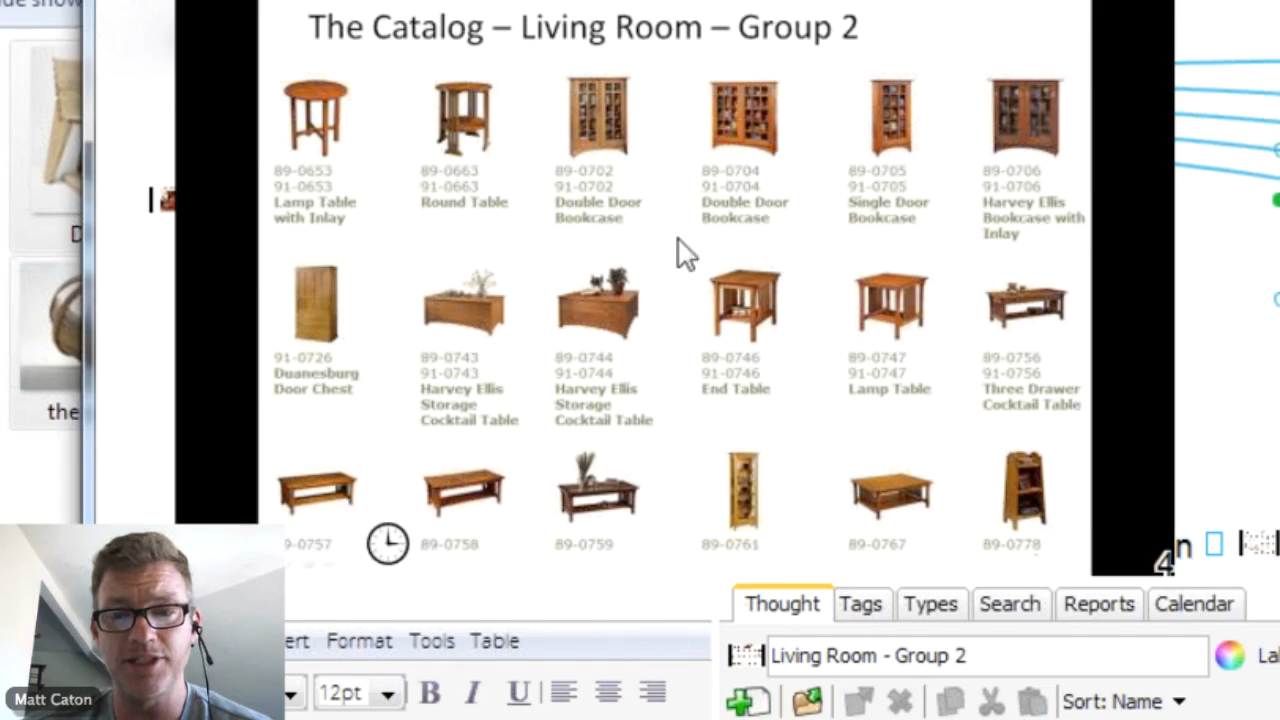 The Catalog – Living Room – Group 2
89-0653
91-0653
Lamp Table
with Inlay
89-0663
91-0663
Round Table
89-0702
91-0702
Double Door
Bookcase
89-0704
91-0704
Double Door
Bookcase
89-0705
91-0705
Single Door
Bookcase
89-0706
91-0706
Harvey Ellis
Bookcase with
Inlay
91-0726
Duanesburg
Door Chest
89-0743
91-0743
Harvey Ellis
Storage
Cocktail Table
89-0744
91-0744
Harvey Ellis
Storage
Cocktail Table
89-0746
91-0746
End Table
89-0747
91-0747
Lamp Table
89-0756
91-0756
Three Drawer
Cocktail Table
9-0757
89-0758
89-0759
89-0761
89-0767
89-0778
the
4
n
Thought Tags Types Search Reports Calendar
ert Format Tools Table
Living Room - Group 2
12pt B I U
Sort: Name
Matt Caton